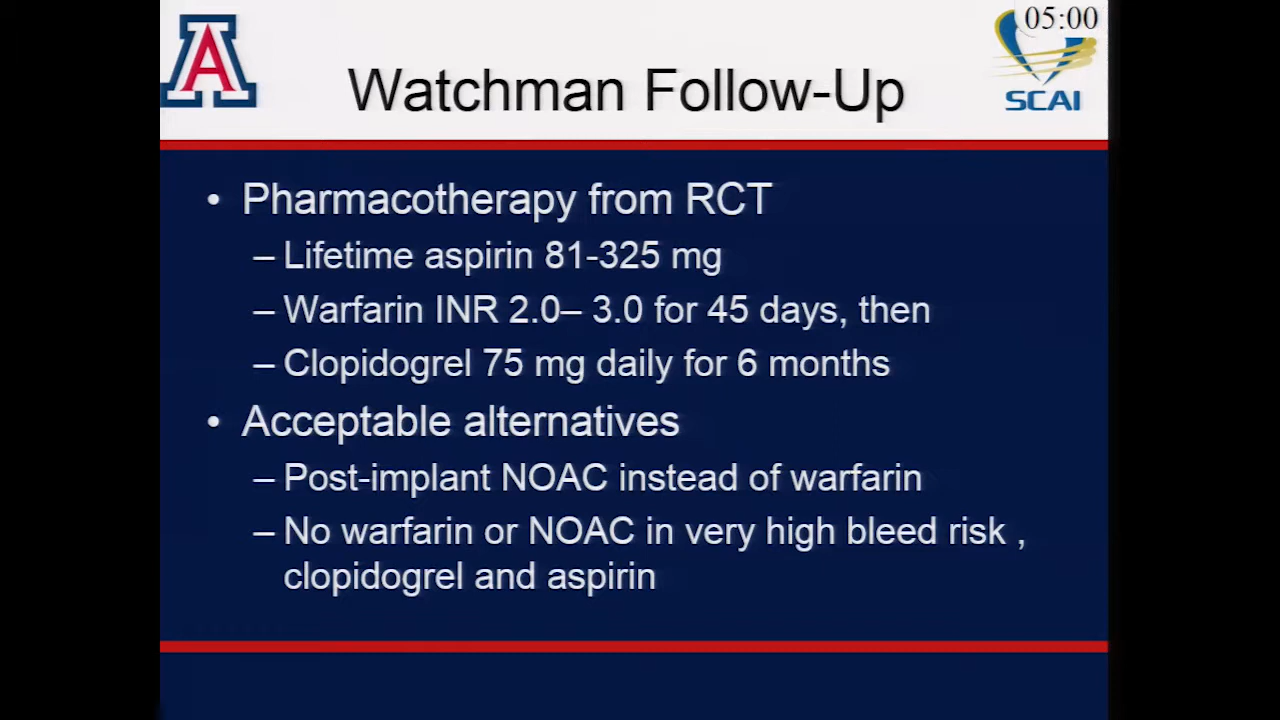 A
05:00
SCAI
Watchman Follow-Up
• Pharmacotherapy from RCT
– Lifetime aspirin 81-325 mg
– Warfarin INR 2.0– 3.0 for 45 days, then
– Clopidogrel 75 mg daily for 6 months
• Acceptable alternatives
– Post-implant NOAC instead of warfarin
– No warfarin or NOAC in very high bleed risk ,
clopidogrel and aspirin